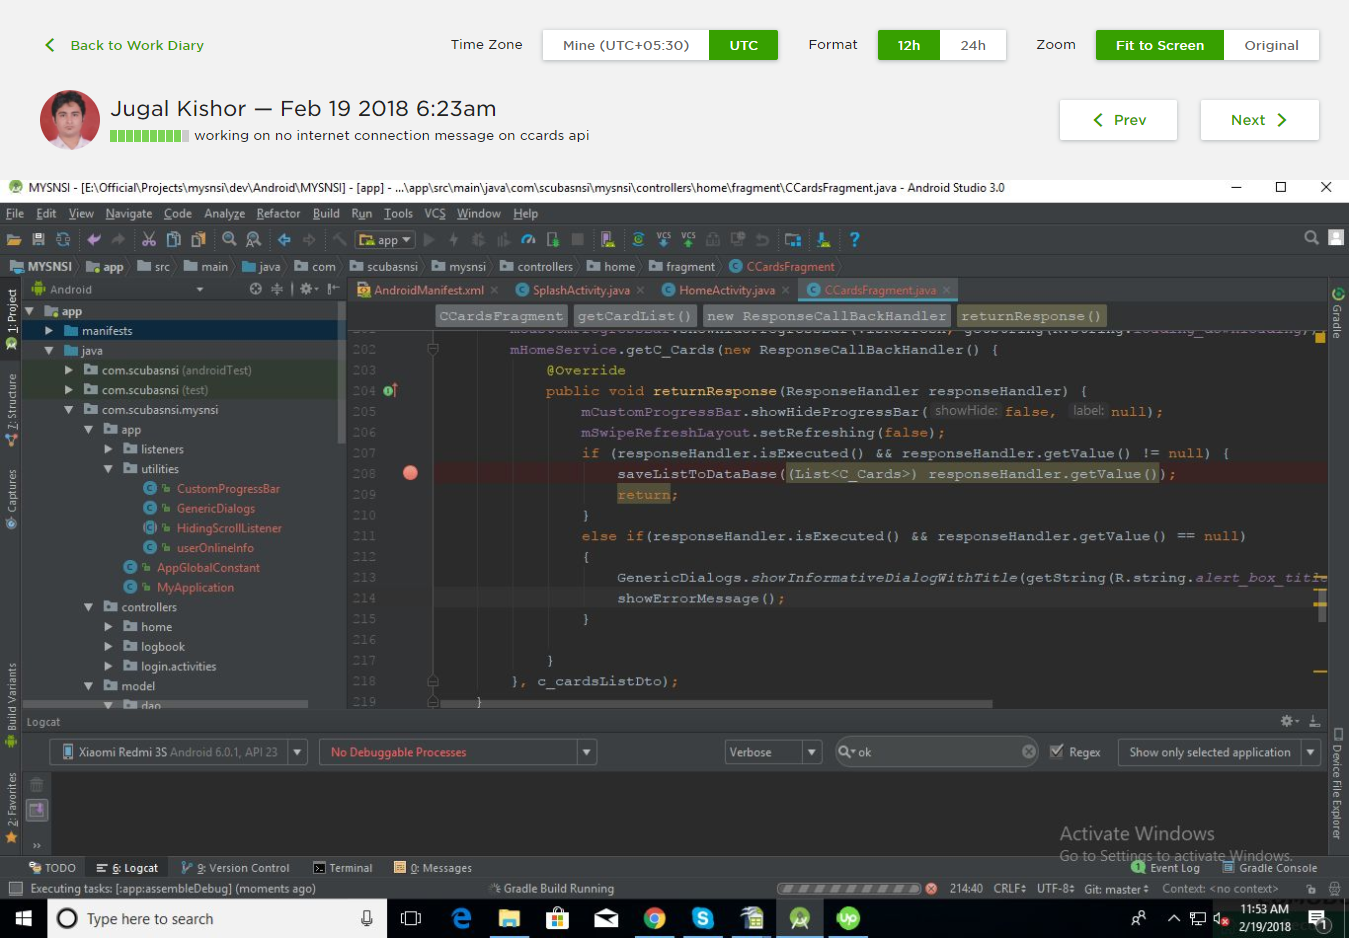 Back to Work Diary
Time Zone
Mine (UTC+05:30)
UTC
Format
12h
24h
Zoom
Fit to Screen
Original
Jugal Kishor — Feb 19 2018 6:23am
working on no internet connection message on ccards api
Prev
Next
MYSNSI - [E:\Official\Projects\mysnsi\dev\Android\MYSNSI] - [app] - ...\app\src\main\java\com\scubasnsi\mysnsi\controllers\home\fragment\CCardsFragment.java - Android Studio 3.0
File Edit View Navigate Code Analyze Refactor Build Run Tools VCS Window Help
app
VCS
VCS
MYSNSI app src main java com scubasnsi mysnsi controllers home fragment CCardsFragment
Android
AndroidManifest.xml
SplashActivity.java
HomeActivity.java
CCardsFragment.java
1: Project
Z: Structure
Captures
Build Variants
2: Favorites
app
manifests
java
com.scubasnsi (androidTest)
com.scubasnsi (test)
com.scubasnsi.mysnsi
app
listeners
utilities
CustomProgressBar
GenericDialogs
HidingScrollListener
userOnlineInfo
AppGlobalConstant
MyApplication
controllers
home
logbook
login.activities
model
dao
CCardsFragment
getCardList()
new ResponseCallBackHandler
returnResponse()
202 mHomeService.getC_Cards(new ResponseCallBackHandler() {
203 @Override
204 public void returnResponse(ResponseHandler responseHandler) {
205 mCustomProgressBar.showHideProgressBar( showHide: false, label: null);
206 mSwipeRefreshLayout.setRefreshing(false);
207 if (responseHandler.isExecuted() && responseHandler.getValue() != null) {
208 saveListToDataBase((List<C_Cards>) responseHandler.getValue());
209 return;
210 }
211 else if(responseHandler.isExecuted() && responseHandler.getValue() == null)
212 {
213 GenericDialogs.showInformativeDialogWithTitle(getString(R.string.alert_box_title
214 showErrorMessage();
215 }
216
217 }
218 }, c_cardsListDto);
219 }
Gradle
Device File Explorer
Logcat
Xiaomi Redmi 3S Android 6.0.1, API 23
No Debuggable Processes
Verbose
ok
Regex
Show only selected application
Activate Windows
Go to Settings to activate Windows.
TODO
6: Logcat
9: Version Control
Terminal
0: Messages
1 Event Log
Gradle Console
Executing tasks: [:app:assembleDebug] (moments ago)
Gradle Build Running
214:40 CRLF UTF-8 Git: master Context: <no context>
Type here to search
Up
11:53 AM
2/19/2018
1